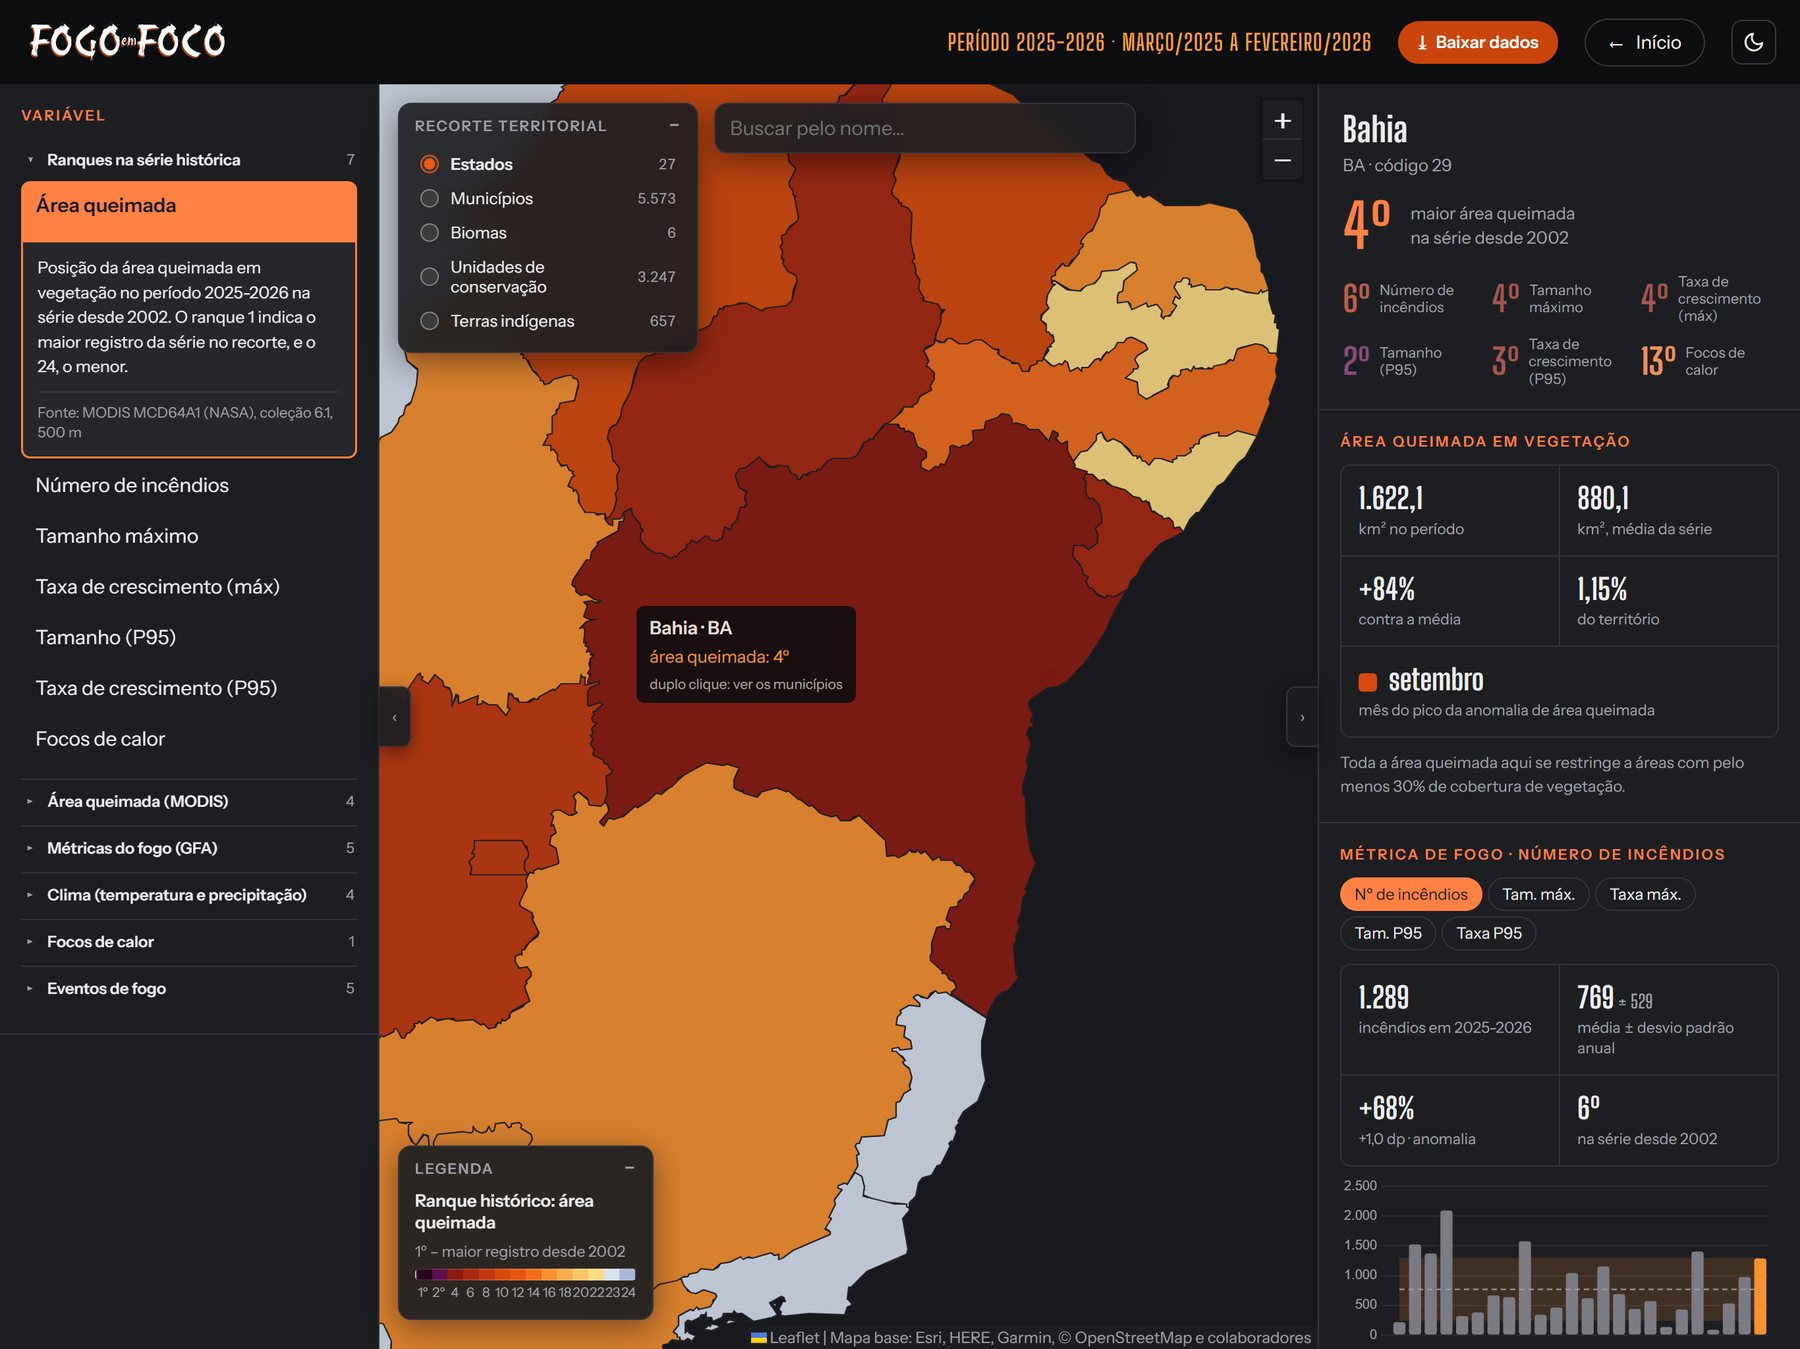 FOGO em FOCO
PERÍODO 2025-2026 · MARÇO/2025 A FEVEREIRO/2026
⤓ Baixar dados
← Início
VARIÁVEL
Ranques na série histórica 7
Área queimada
Posição da área queimada em
vegetação no período 2025-2026 na
série desde 2002. O ranque 1 indica o
maior registro da série no recorte, e o
24, o menor.
Fonte: MODIS MCD64A1 (NASA), coleção 6.1,
500 m
Número de incêndios
Tamanho máximo
Taxa de crescimento (máx)
Tamanho (P95)
Taxa de crescimento (P95)
Focos de calor
Área queimada (MODIS) 4
Métricas do fogo (GFA) 5
Clima (temperatura e precipitação) 4
Focos de calor 1
Eventos de fogo 5
RECORTE TERRITORIAL −
Estados 27
Municípios 5.573
Biomas 6
Unidades de
conservação 3.247
Terras indígenas 657
Buscar pelo nome...
+
−
Bahia · BA
área queimada: 4º
duplo clique: ver os municípios
‹
›
LEGENDA −
Ranque histórico: área
queimada
1º – maior registro desde 2002
1º 2º 4 6 8 10 12 14 16 18 20 22 23 24
Leaflet | Mapa base: Esri, HERE, Garmin, © OpenStreetMap e colaboradores
Bahia
BA · código 29
4º maior área queimada
na série desde 2002
6º Número de
incêndios
4º Tamanho
máximo
4º Taxa de
crescimento
(máx)
2º Tamanho
(P95)
3º Taxa de
crescimento
(P95)
13º Focos de
calor
ÁREA QUEIMADA EM VEGETAÇÃO
1.622,1
km² no período
880,1
km², média da série
+84%
contra a média
1,15%
do território
setembro
mês do pico da anomalia de área queimada
Toda a área queimada aqui se restringe a áreas com pelo
menos 30% de cobertura de vegetação.
MÉTRICA DE FOGO · NÚMERO DE INCÊNDIOS
Nº de incêndios
Tam. máx.
Taxa máx.
Tam. P95
Taxa P95
1.289
incêndios em 2025-2026
769 ± 529
média ± desvio padrão
anual
+68%
+1,0 dp · anomalia
6º
na série desde 2002
2.500
2.000
1.500
1.000
500
0